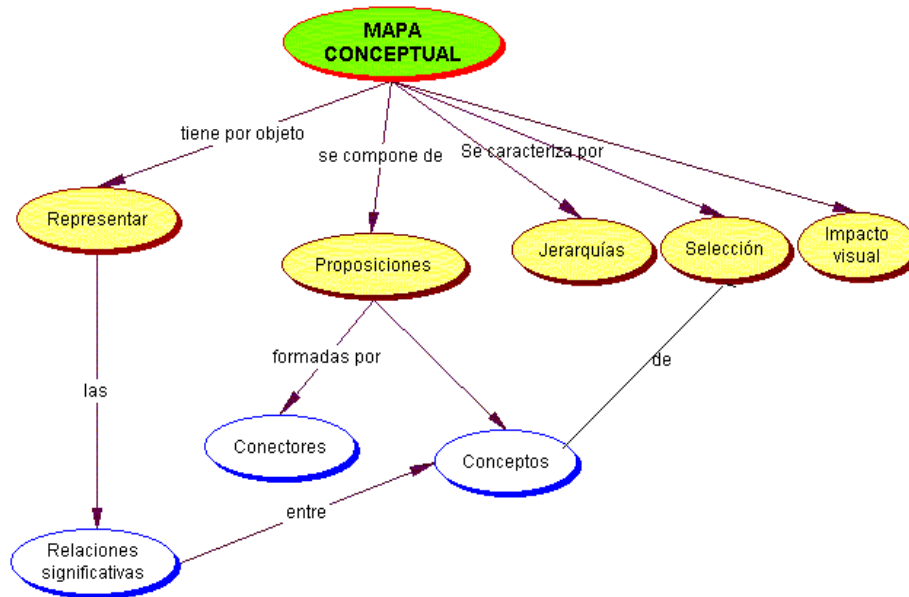 MAPA
CONCEPTUAL
tiene por objeto
se compone de
Se caracteriza por
Representar
Proposiciones
Jerarquías
Selección
Impacto
visual
formadas por
de
las
Conectores
Conceptos
entre
Relaciones
significativas